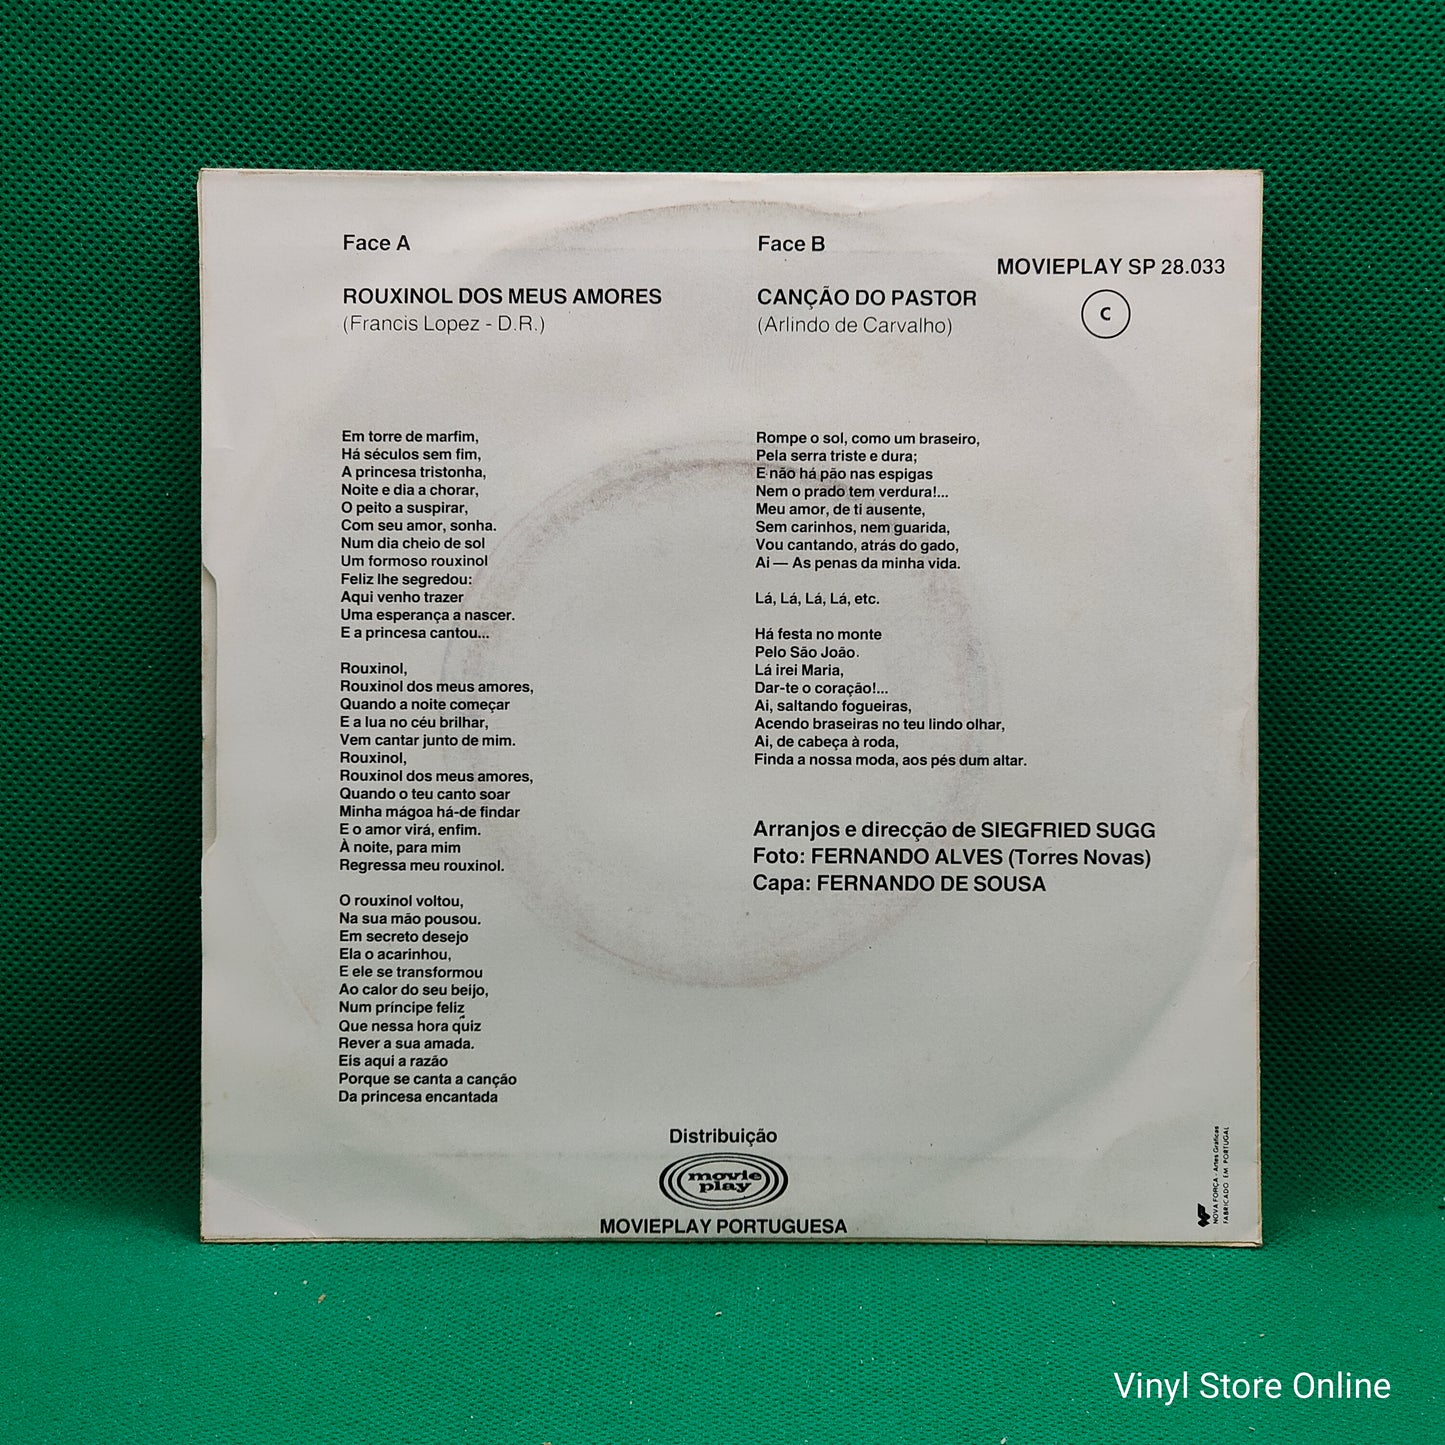 Face A
ROUXINOL DOS MEUS AMORES
(Francis Lopez - D.R.)
Em torre de marfim,
Há séculos sem fim,
A princesa tristonha,
Noite e dia a chorar,
O peito a suspirar,
Com seu amor, sonha.
Num dia cheio de sol
Um formoso rouxinol
Feliz lhe segredou:
Aqui venho trazer
Uma esperança a nascer.
E a princesa cantou...
Rouxinol,
Rouxinol dos meus amores,
Quando a noite começar
E a lua no céu brilhar,
Vem cantar junto de mim.
Rouxinol,
Rouxinol dos meus amores,
Quando o teu canto soar
Minha mágoa há-de findar
E o amor virá, enfim.
À noite, para mim
Regressa meu rouxinol.
O rouxinol voltou,
Na sua mão pousou.
Em secreto desejo
Ela o acarinhou,
E ele se transformou
Ao calor do seu beijo,
Num príncipe feliz
Que nessa hora quiz
Rever a sua amada.
Eis aqui a razão
Porque se canta a canção
Da princesa encantada
Face B
MOVIEPLAY SP 28.033
C
CANÇÃO DO PASTOR
(Arlindo de Carvalho)
Rompe o sol, como um braseiro,
Pela serra triste e dura;
E não há pão nas espigas
Nem o prado tem verdura!...
Meu amor, de ti ausente,
Sem carinhos, nem guarida,
Vou cantando, atrás do gado,
Ai — As penas da minha vida.
Lá, Lá, Lá, Lá, etc.
Há festa no monte
Pelo São João.
Lá irei Maria,
Dar-te o coração!...
Ai, saltando fogueiras,
Acendo braseiras no teu lindo olhar,
Ai, de cabeça à roda,
Finda a nossa moda, aos pés dum altar.
Arranjos e direcção de SIEGFRIED SUGG
Foto: FERNANDO ALVES (Torres Novas)
Capa: FERNANDO DE SOUSA
Distribuição
movie
play
MOVIEPLAY PORTUGUESA
NOVA FORÇA - Artes Gráficas
FABRICADO EM PORTUGAL
Vinyl Store Online